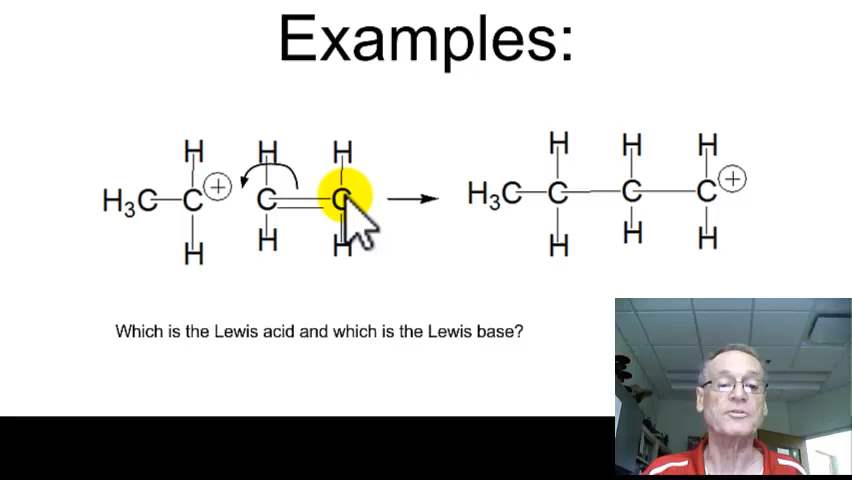 Examples:
H H H H H H
H₃C—C⊕ C=C → H₃C—C—C—C⊕
H H H H H H
Which is the Lewis acid and which is the Lewis base?